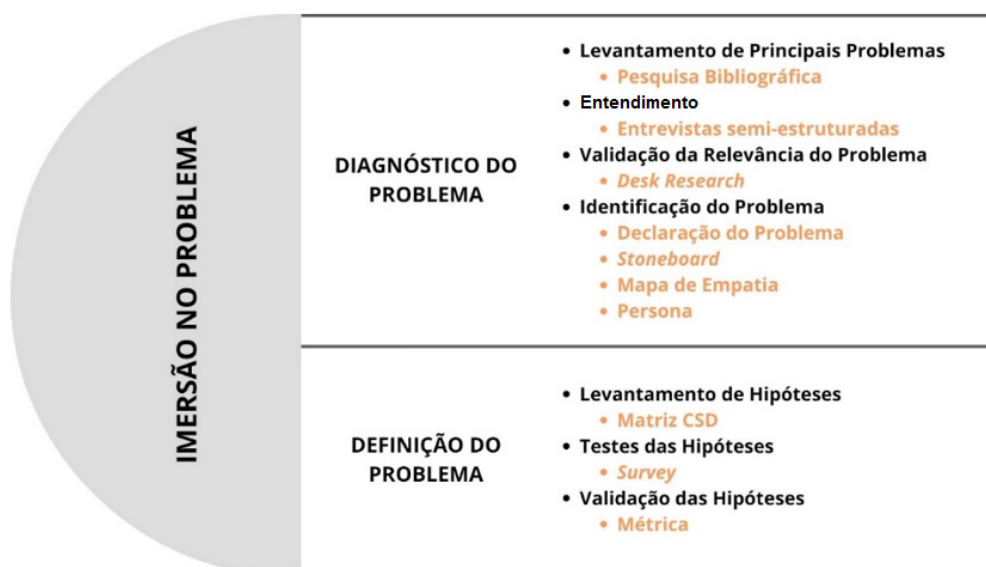 IMERSÃO NO PROBLEMA
DIAGNÓSTICO DO
PROBLEMA
• Levantamento de Principais Problemas
• Pesquisa Bibliográfica
• Entendimento
• Entrevistas semi-estruturadas
• Validação da Relevância do Problema
• Desk Research
• Identificação do Problema
• Declaração do Problema
• Stoneboard
• Mapa de Empatia
• Persona
DEFINIÇÃO DO
PROBLEMA
• Levantamento de Hipóteses
• Matriz CSD
• Testes das Hipóteses
• Survey
• Validação das Hipóteses
• Métrica